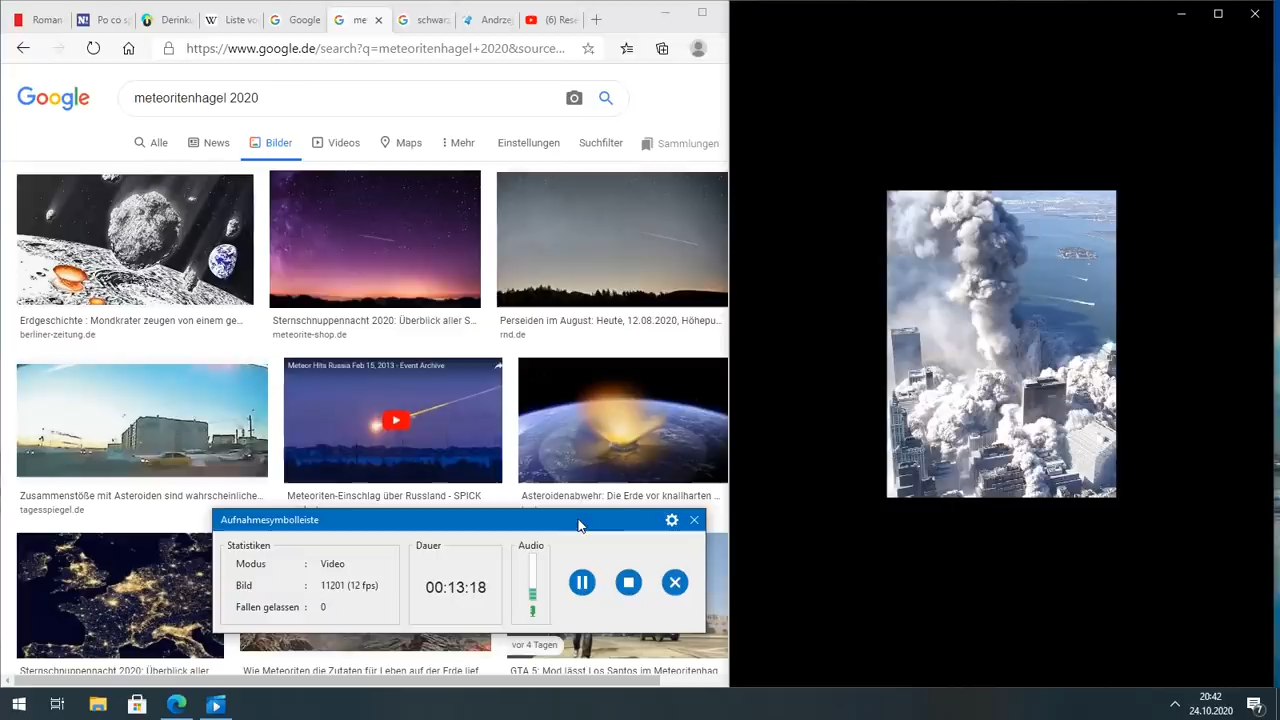 Roman
Po co s
Derinku
Liste vo
Google
me
schwarz
Andrze
(6) Rese
https://www.google.de/search?q=meteoritenhagel+2020&source...
Google
meteoritenhagel 2020
Alle
News
Bilder
Videos
Maps
Mehr
Einstellungen
Suchfilter
Sammlungen
Erdgeschichte : Mondkrater zeugen von einem ge...
berliner-zeitung.de
Sternschnuppennacht 2020: Überblick aller S...
meteorite-shop.de
Perseiden im August: Heute, 12.08.2020, Höhepu...
rnd.de
Meteor Hits Russia Feb 15, 2013 - Event Archive
Zusammenstöße mit Asteroiden sind wahrscheinliche...
tagesspiegel.de
Meteoriten-Einschlag über Russland - SPICK
Asteroidenabwehr: Die Erde vor knallharten ...
Aufnahmesymbolleiste
Statistiken
Modus : Video
Bild : 11201 (12 fps)
Fallen gelassen : 0
Dauer
00:13:18
Audio
vor 4 Tagen
Sternschnuppennacht 2020: Überblick aller
Wie Meteoriten die Zutaten für Leben auf der Erde lief
GTA 5: Mod lässt Los Santos im Meteoritenhag
20:42
24.10.2020
7